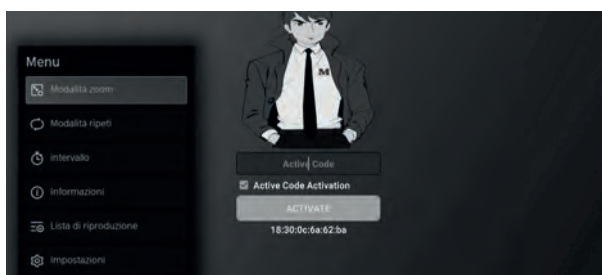 Menu
Modalità zoom
Modalità ripeti
intervallo
Informazioni
Lista di riproduzione
Impostazioni
M
Active Code
Active Code Activation
ACTIVATE
18:30:0c:6a:62:ba